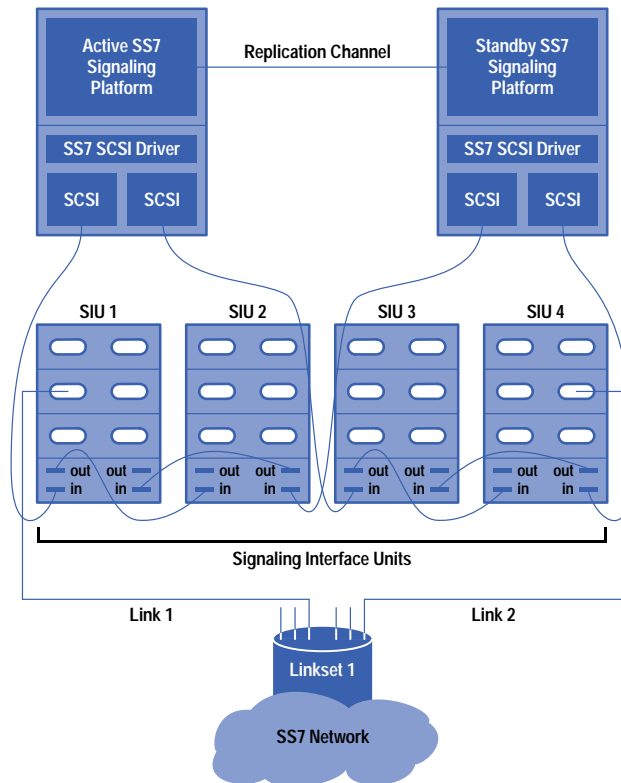 Active SS7
Signaling
Platform
Replication Channel
Standby SS7
Signaling
Platform
SS7 SCSI Driver
SS7 SCSI Driver
SCSI
SCSI
SCSI
SCSI
SIU 1
SIU 2
SIU 3
SIU 4
out out
in in
out out
in in
out out
in in
out out
in in
Signaling Interface Units
Link 1
Link 2
Linkset 1
SS7 Network